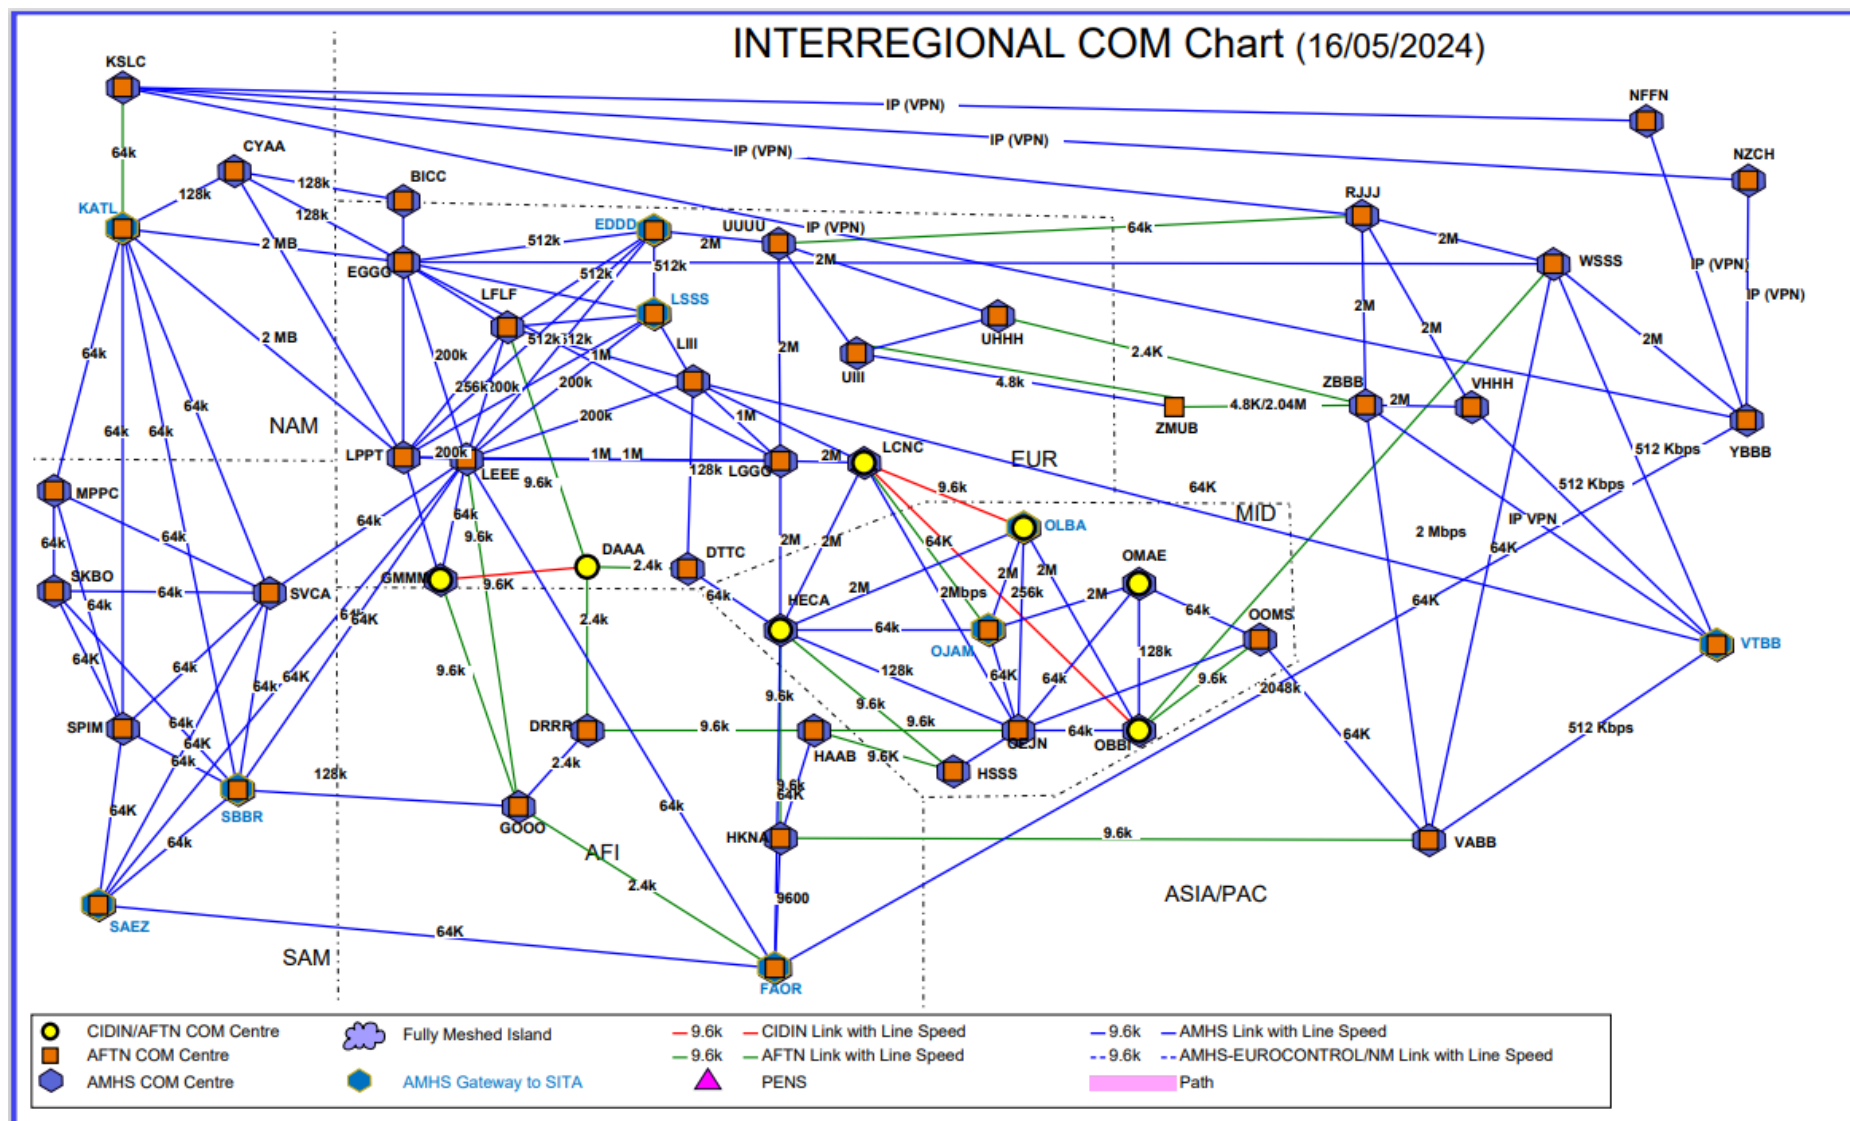 INTERREGIONAL COM Chart (16/05/2024)
KSLC
IP (VPN)
NFFN
IP (VPN)
IP (VPN)
NZCH
64k
CYAA
128k
BICC
128k
128k
KATL
RJJJ
EDDD
UUUU
IP (VPN)
64k
2M
2 MB
512k
2M
2M
WSSS
EGGG
512k
512k
IP (VPN)
LFLF
LSSS
IP (VPN)
2M
2M
2 MB
512k
LIII
UHHH
2M
64k
200k
1M
2M
2.4K
UIII
4.8k
256k
200k
200k
ZBBB
VHHH
64k
200k
1M
4.8K/2.04M
2M
ZMUB
NAM
64k
64k
LPPT
200k
LEEE
1M
1M
128k
LGGG
2M
LCNC
EUR
512 Kbps
YBBB
9.6k
9.6k
64K
512 Kbps
MPPC
MID
64k
64k
64k
9.6k
2M
2M
64K
OLBA
IP VPN
2 Mbps
64K
SKBO
64k
64k
SVCA
GMMM
9.6K
DAAA
2.4k
DTTC
64k
HECA
2M
2Mbps
2M
256k
2M
OMAE
2M
64k
64K
2.4k
64k
OOMS
64k
64K
OJAM
128k
VTBB
64K
64k
64K
64k
9.6k
128k
64K
64k
9.6k
2048k
9.6k
9.6k
SPIM
64k
64K
DRRR
9.6k
9.6k
64k
OEJN
OBBI
64K
512 Kbps
HAAB
9.6K
HSSS
64k
128k
2.4k
9.6k
64K
64K
SBBR
64k
GOOO
64k
HKNA
9.6k
VABB
AFI
2.4k
9600
ASIA/PAC
SAEZ
64K
SAM
FAOR
CIDIN/AFTN COM Centre
Fully Meshed Island
9.6k
CIDIN Link with Line Speed
9.6k
AMHS Link with Line Speed
AFTN COM Centre
9.6k
AFTN Link with Line Speed
9.6k
AMHS-EUROCONTROL/NM Link with Line Speed
AMHS COM Centre
AMHS Gateway to SITA
PENS
Path